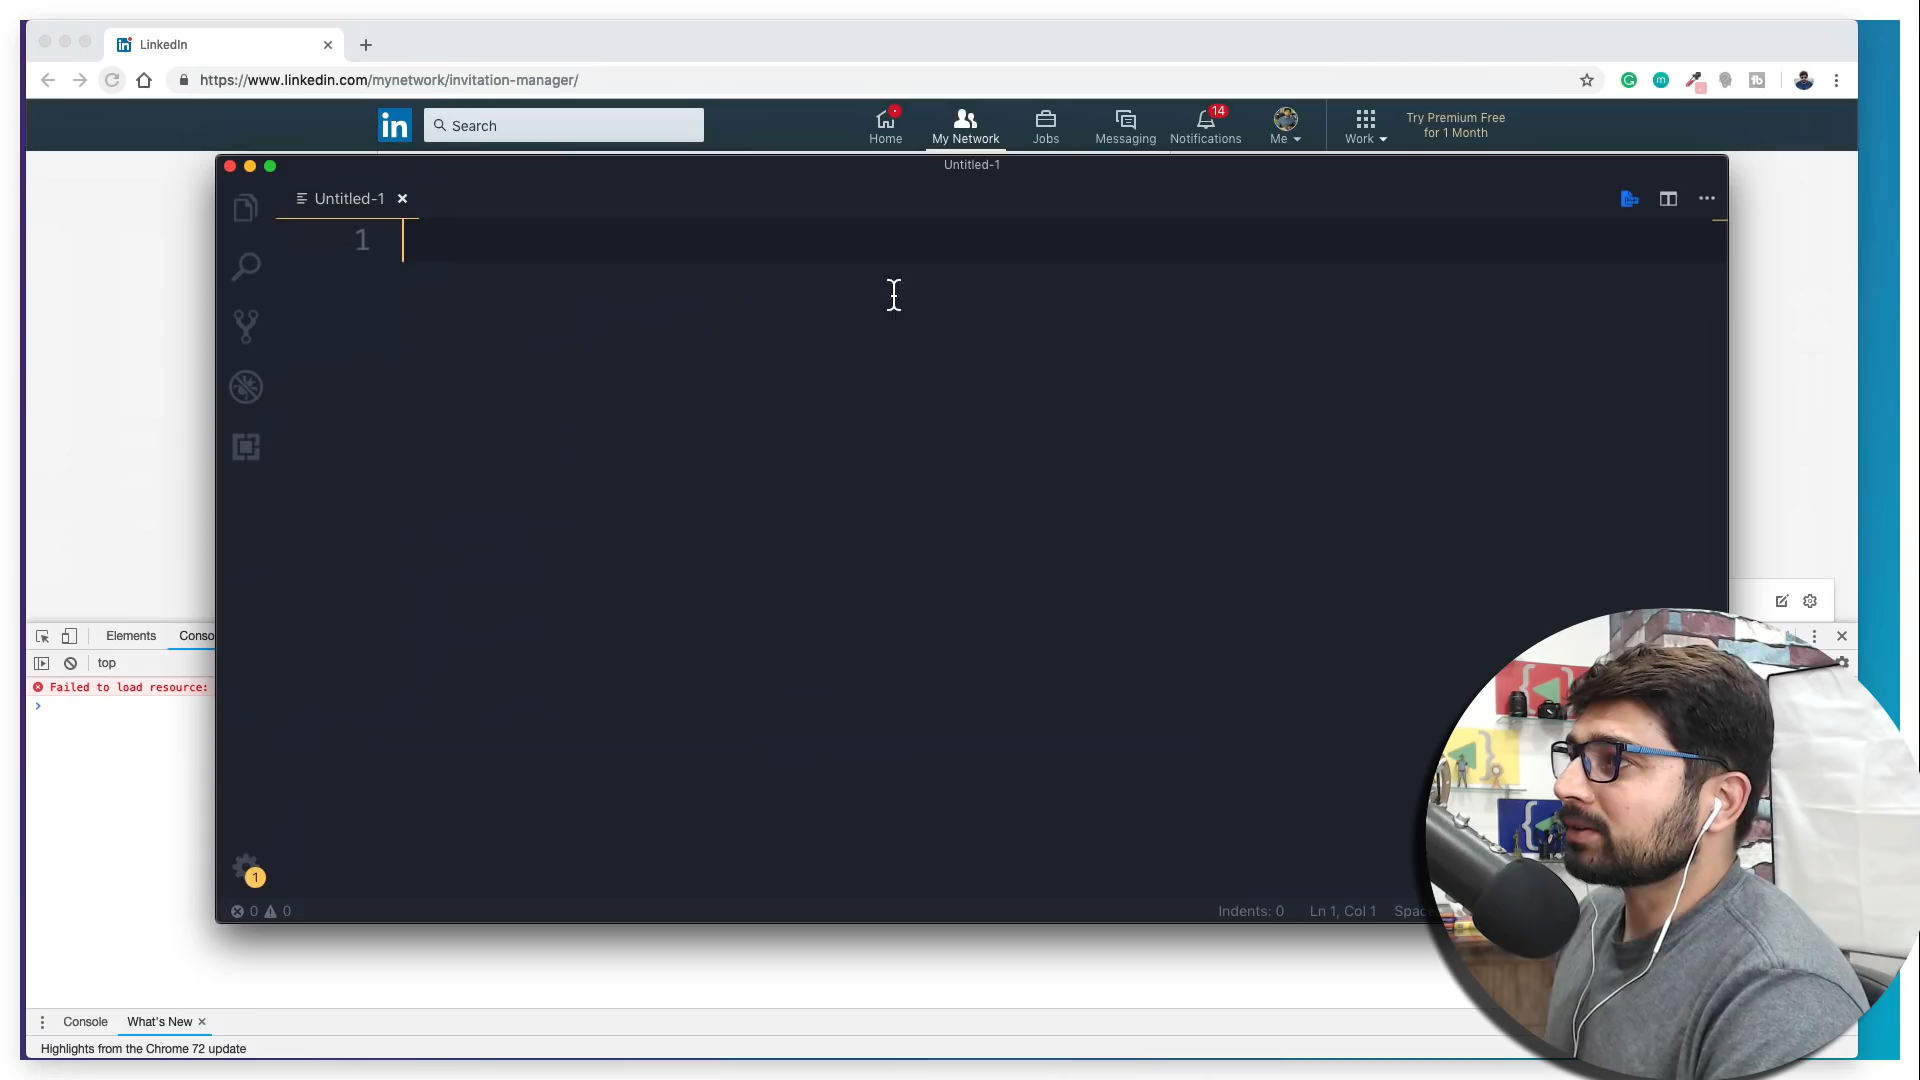 LinkedIn
https://www.linkedin.com/mynetwork/invitation-manager/
in
Search
Home
My Network
Jobs
Messaging
14
Notifications
Me
Work
Try Premium Free
for 1 Month
Untitled-1
Untitled-1
1
1
0 0
Indents: 0
Ln 1, Col 1
Elements
top
Failed to load resource:
Console
What's New
Highlights from the Chrome 72 update